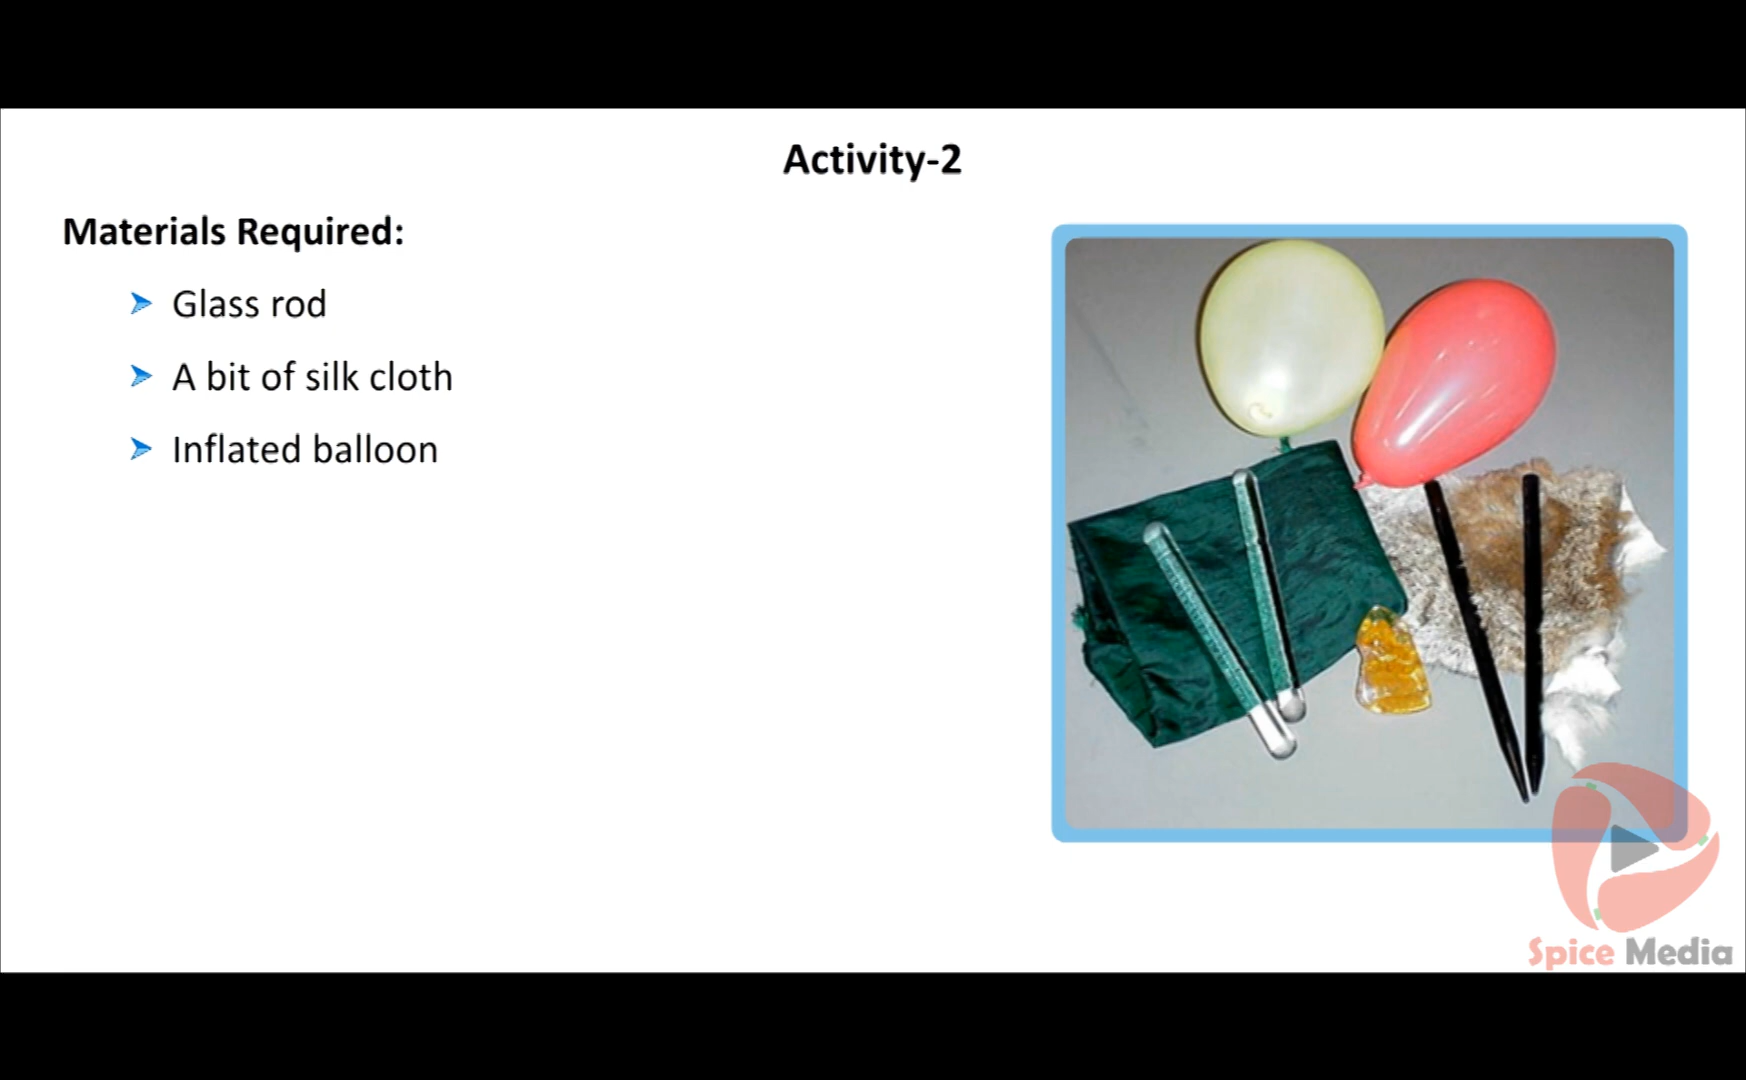 Activity-2
Materials Required:
Glass rod
A bit of silk cloth
Inflated balloon
Spice Media